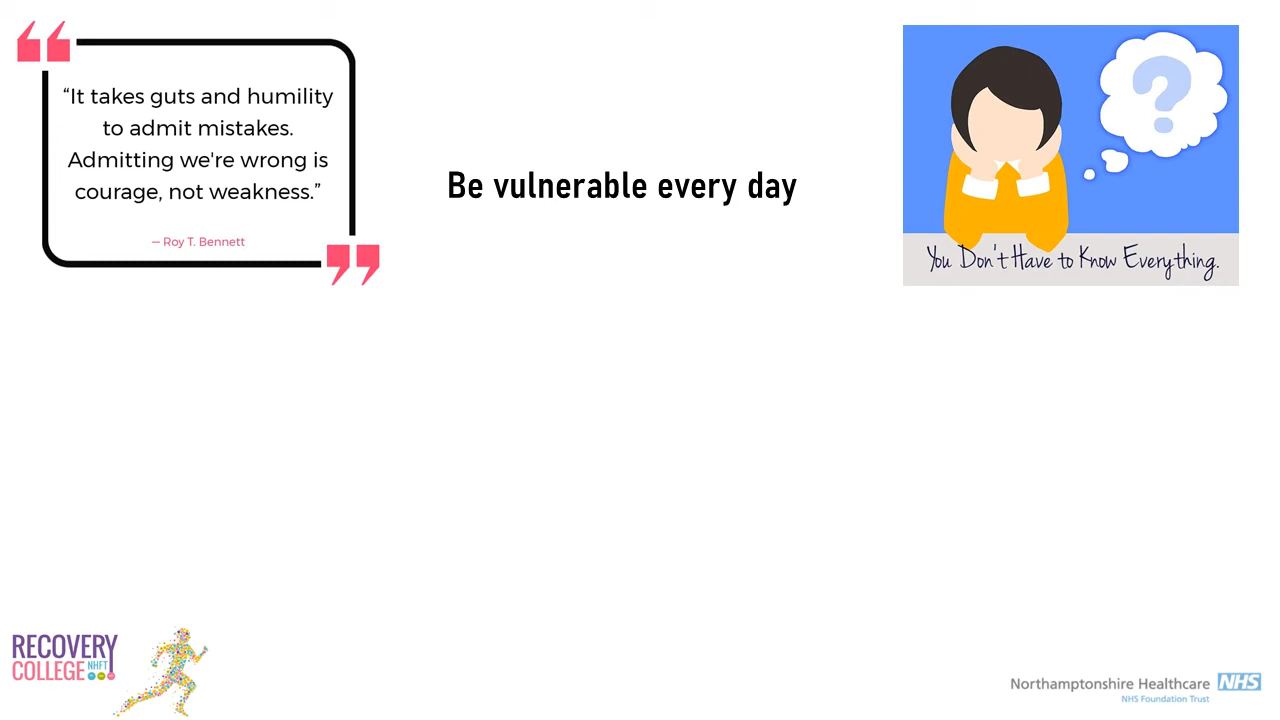 “It takes guts and humility
to admit mistakes.
Admitting we're wrong is
courage, not weakness.”
— Roy T. Bennett
Be vulnerable every day
?
You Don't Have to Know Everything.
RECOVERY
COLLEGE NHFT
Northamptonshire Healthcare NHS
NHS Foundation Trust